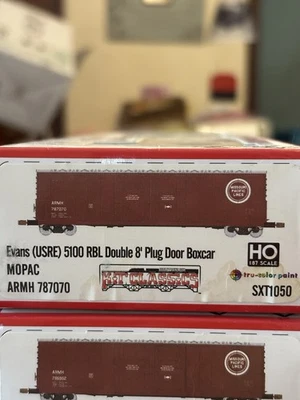 ARMH
787070
MISSOURI
PACIFIC
LINES
Evans (USRE) 5100 RBL Double 8' Plug Door Boxcar
MOPAC
ARMH 787070
HO
1:87 SCALE
tru-color paint
SXT1050
ARMH
MISSOURI
PACIFIC
LINES